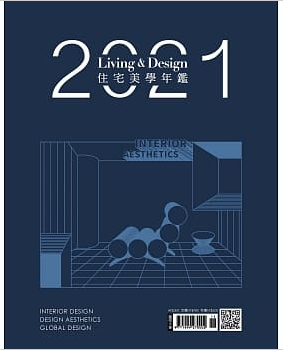 2021
Living & Design
住宅美學年鑑
INTERIOR
AESTHETICS
INTERIOR DESIGN
DESIGN AESTHETICS
GLOBAL DESIGN